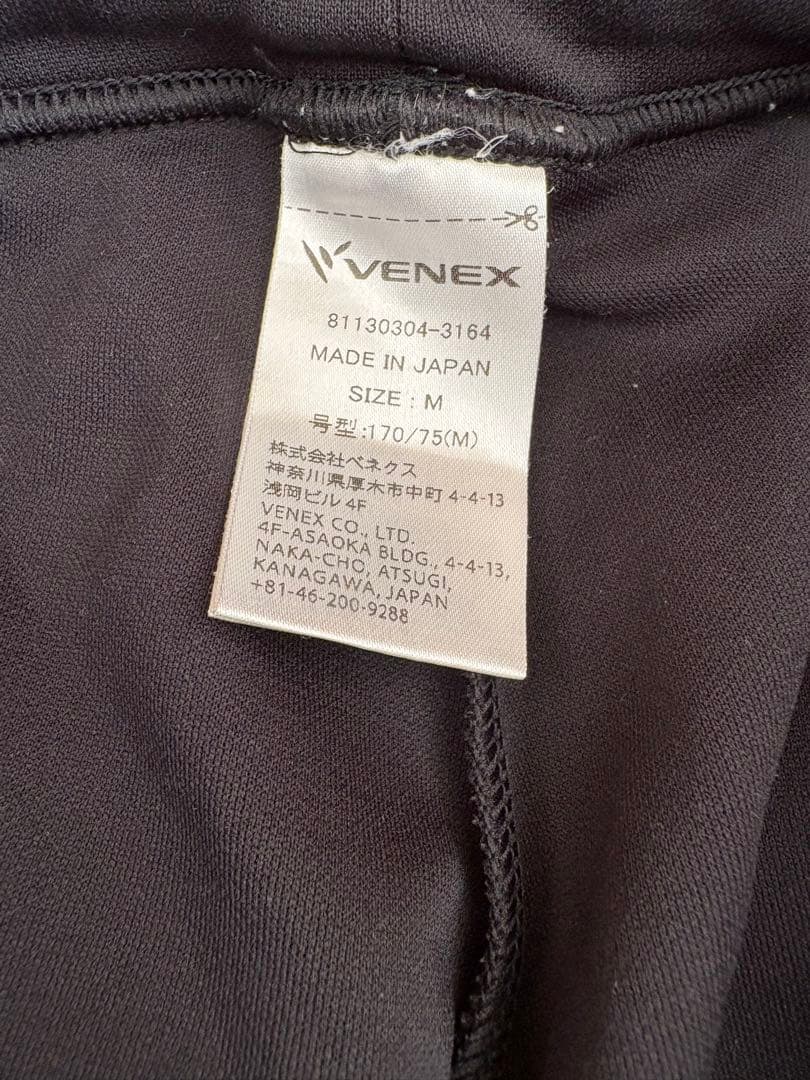 VENEX
81130304-3164
MADE IN JAPAN
SIZE : M
号型:170/75(M)
株式会社ベネクス
神奈川県厚木市中町 4-4-13
浅岡ビル 4F
VENEX CO., LTD.
4F-ASAOKA BLDG., 4-4-13,
NAKA-CHO, ATSUGI,
KANAGAWA, JAPAN
+81-46-200-9288